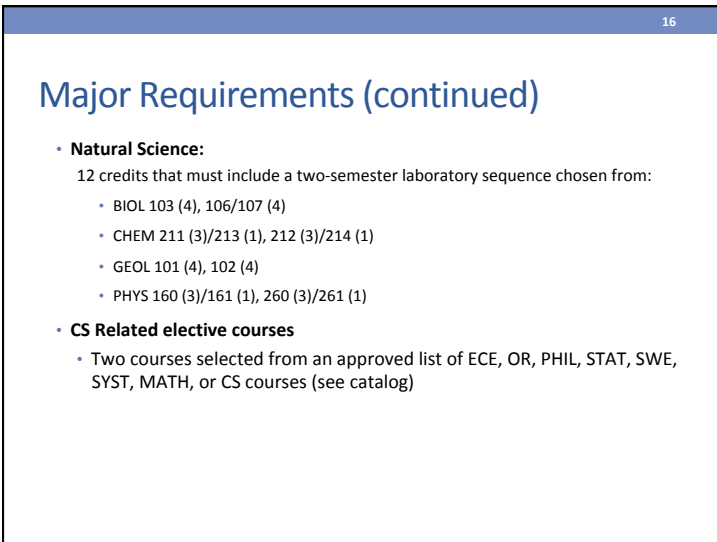 16
Major Requirements (continued)
• Natural Science:
12 credits that must include a two-semester laboratory sequence chosen from:
• BIOL 103 (4), 106/107 (4)
• CHEM 211 (3)/213 (1), 212 (3)/214 (1)
• GEOL 101 (4), 102 (4)
• PHYS 160 (3)/161 (1), 260 (3)/261 (1)
• CS Related elective courses
• Two courses selected from an approved list of ECE, OR, PHIL, STAT, SWE,
SYST, MATH, or CS courses (see catalog)